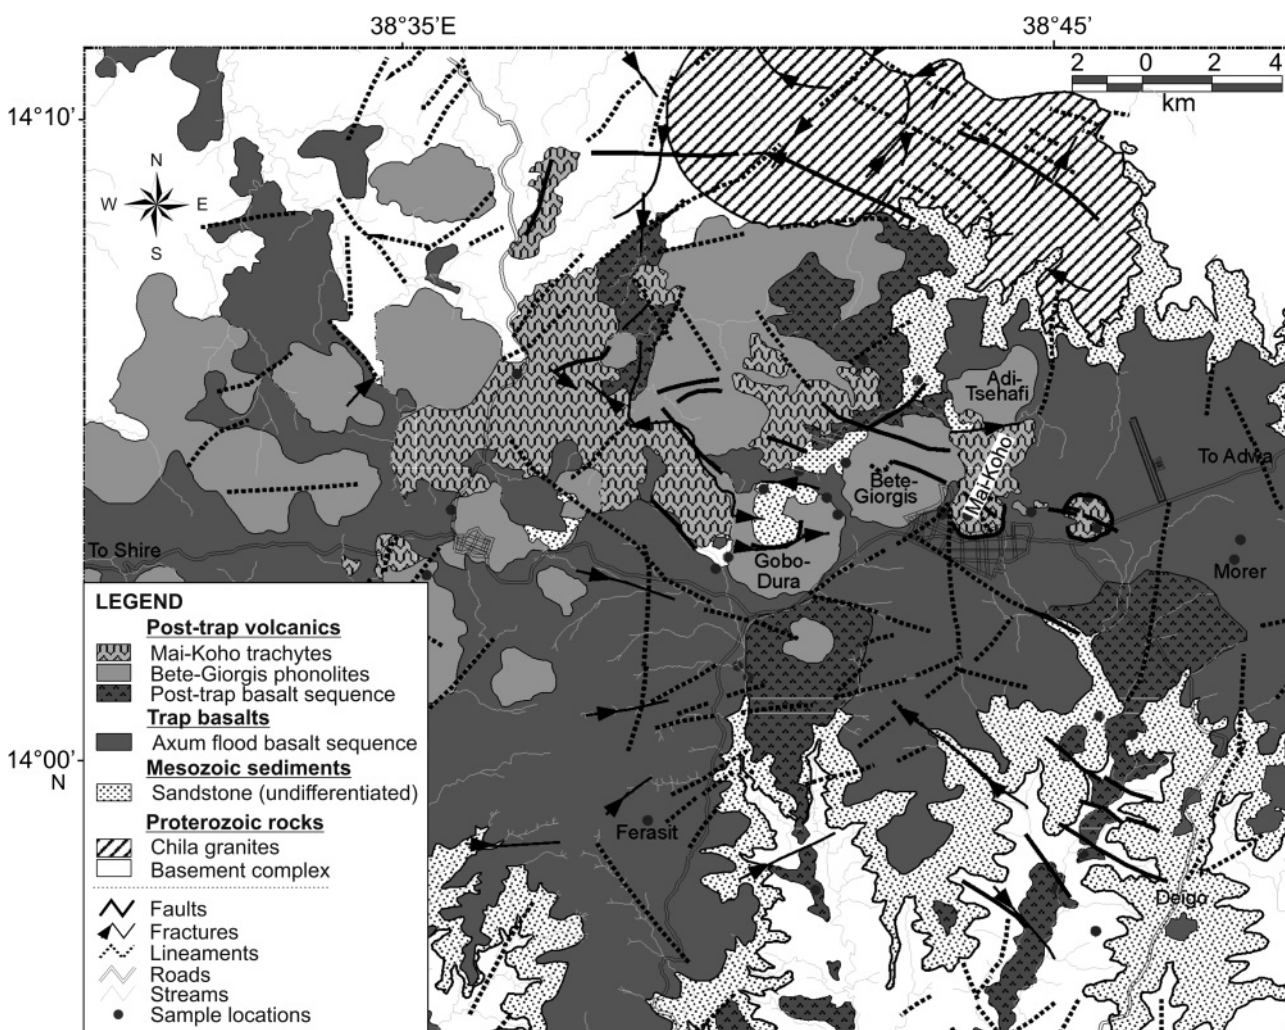 38°35'E
38°45'
14°10'
2 0 2 4
km
N
W E
S
Adi-
Tsehafi
Mai-Koho
To Adwa
Bete-
Giorgis
To Shire
Gobo-
Dura
Morer
LEGEND
Post-trap volcanics
Mai-Koho trachytes
Bete-Giorgis phonolites
Post-trap basalt sequence
Trap basalts
Axum flood basalt sequence
14°00'
N
Mesozoic sediments
Sandstone (undifferentiated)
Ferasit
Proterozoic rocks
Chila granites
Basement complex
Deigo
Faults
Fractures
Lineaments
Roads
Streams
Sample locations